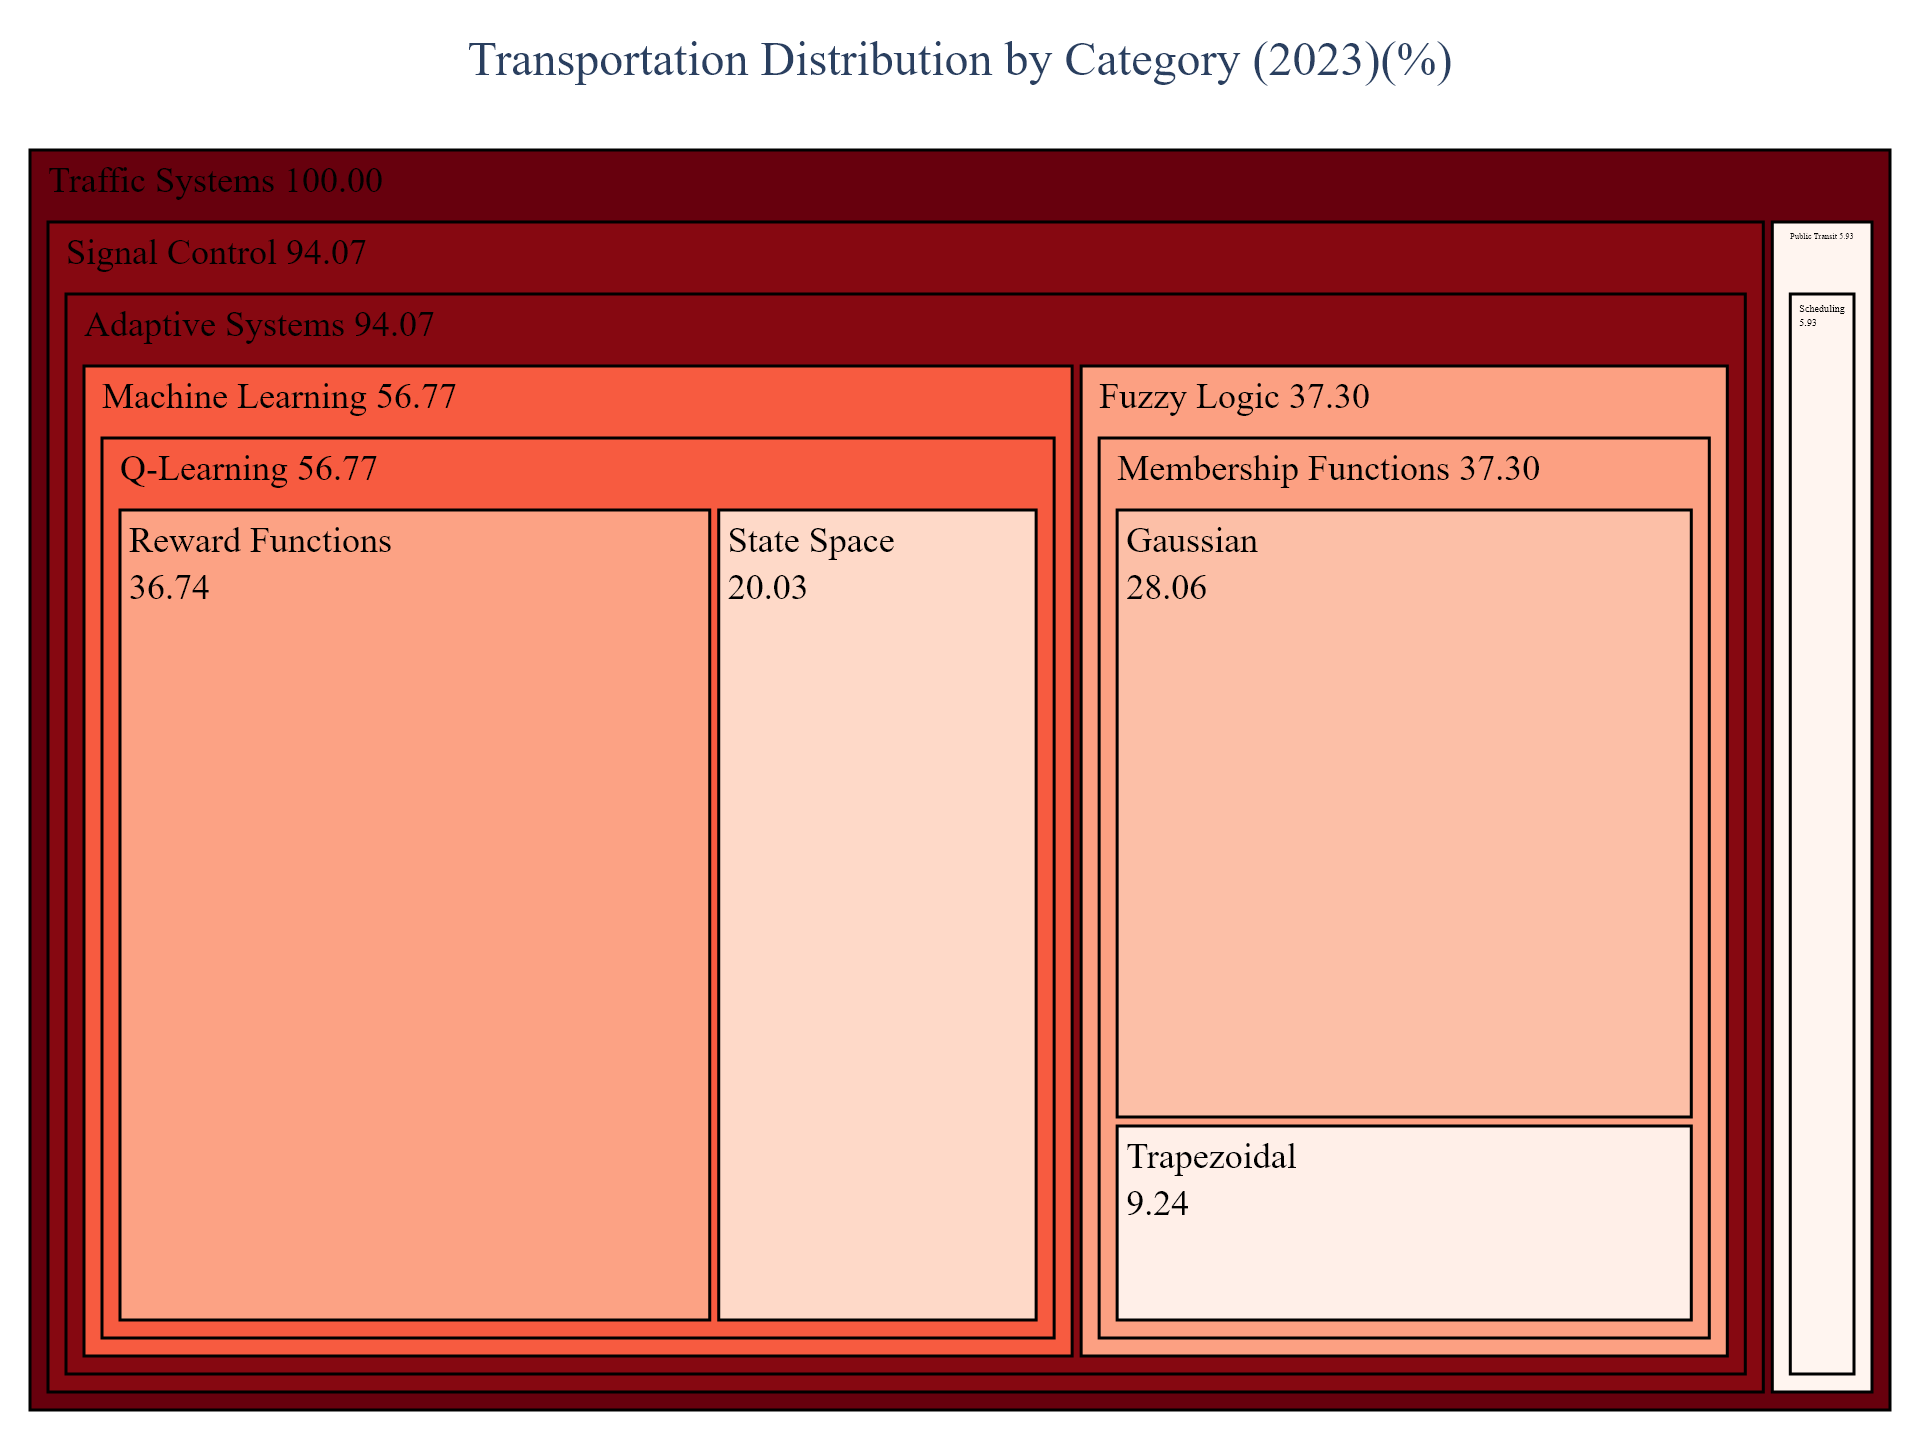 Transportation Distribution by Category (2023)(%)
Traffic Systems 100.00
Signal Control 94.07
Adaptive Systems 94.07
Machine Learning 56.77
Q-Learning 56.77
Reward Functions
36.74
State Space
20.03
Fuzzy Logic 37.30
Membership Functions 37.30
Gaussian
28.06
Trapezoidal
9.24
Public Transit 5.93
Scheduling
5.93